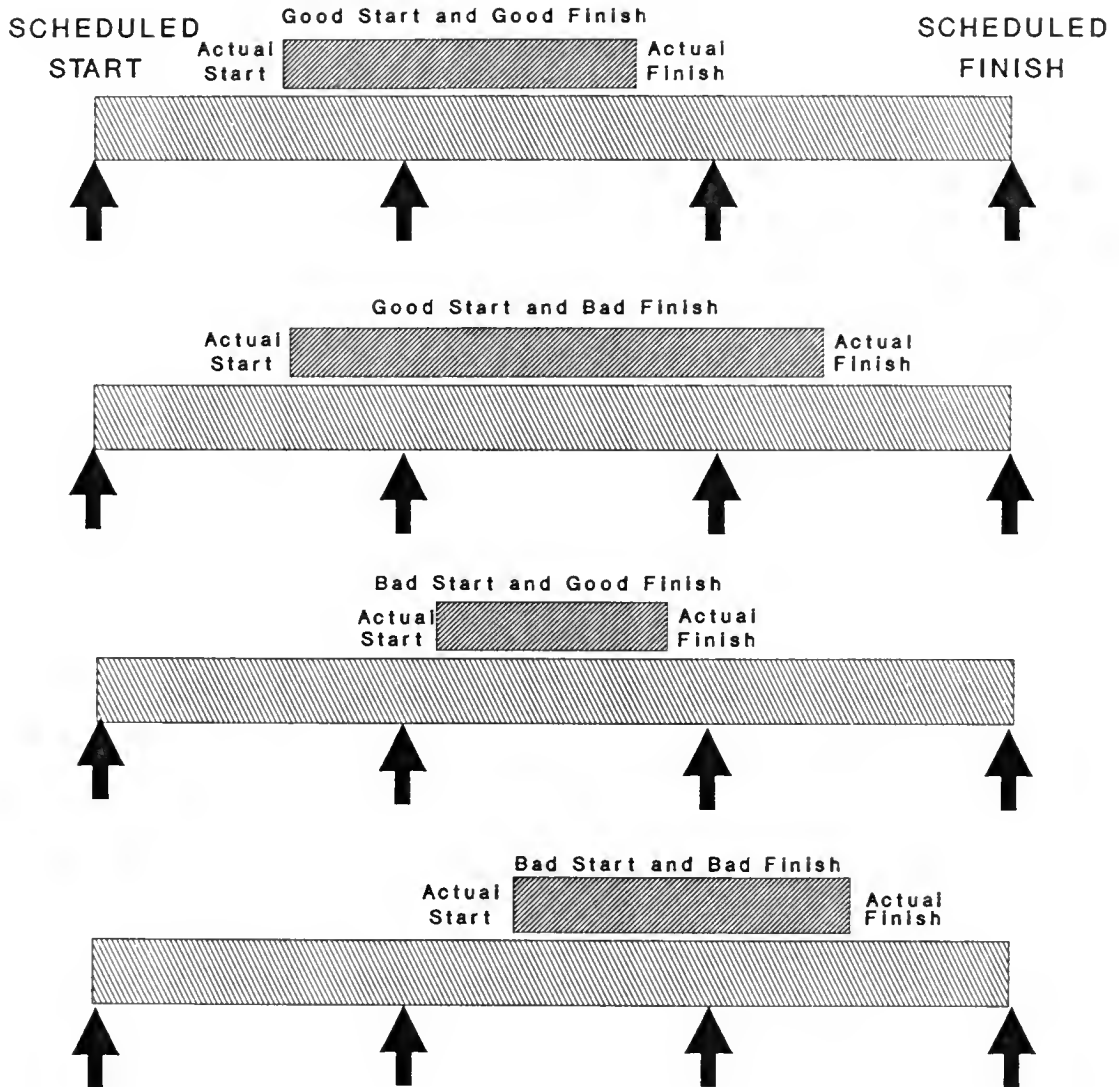 Good Start and Good Finish
SCHEDULED
START
Actual
Start
Actual
Finish
SCHEDULED
FINISH
Good Start and Bad Finish
Actual
Start
Actual
Finish
Bad Start and Good Finish
Actual
Start
Actual
Finish
Bad Start and Bad Finish
Actual
Start
Actual
Finish